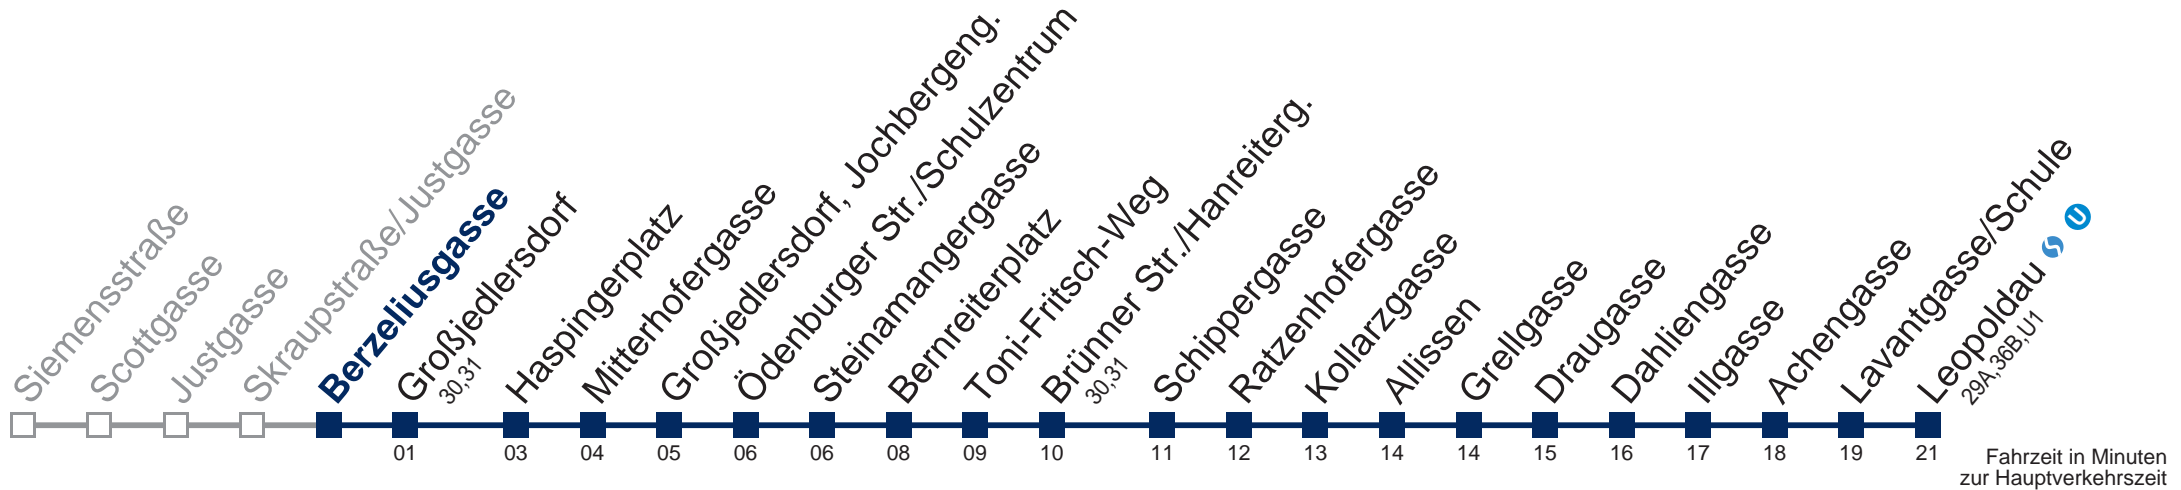 Siemensstraße
Scottgasse
Justgasse
Skraupstraße/Justgasse
Berzeliusgasse
Großjedlersdorf
30,31
Haspingerplatz
Mitterhofergasse
Großjedlersdorf, Jochbergeng.
Ödenburger Str./Schulzentrum
Steinamangergasse
Bernreiterplatz
Toni-Fritsch-Weg
Brünner Str./Hanreiterg.
30,31
Schippergasse
Ratzenhofergasse
Kollarzgasse
Allissen
Grellgasse
Draugasse
Dahliengasse
Illgasse
Achengasse
Lavantgasse/Schule
Leopoldau S U
29A,36B,U1
01 03 04 05 06 06 08 09 10 11 12 13 14 14 15 16 17 18 19 21
Fahrzeit in Minuten
zur Hauptverkehrszeit